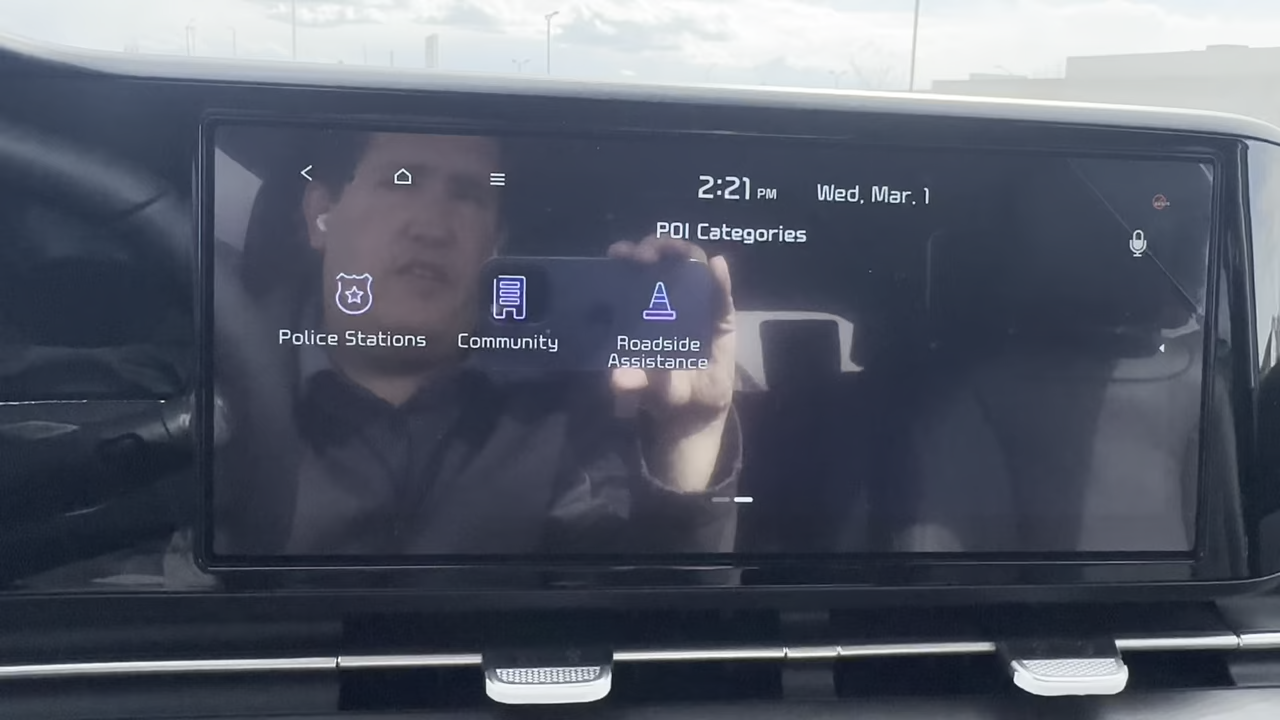 2:21 PM Wed, Mar. 1
POI Categories
Police Stations
Community
Roadside
Assistance